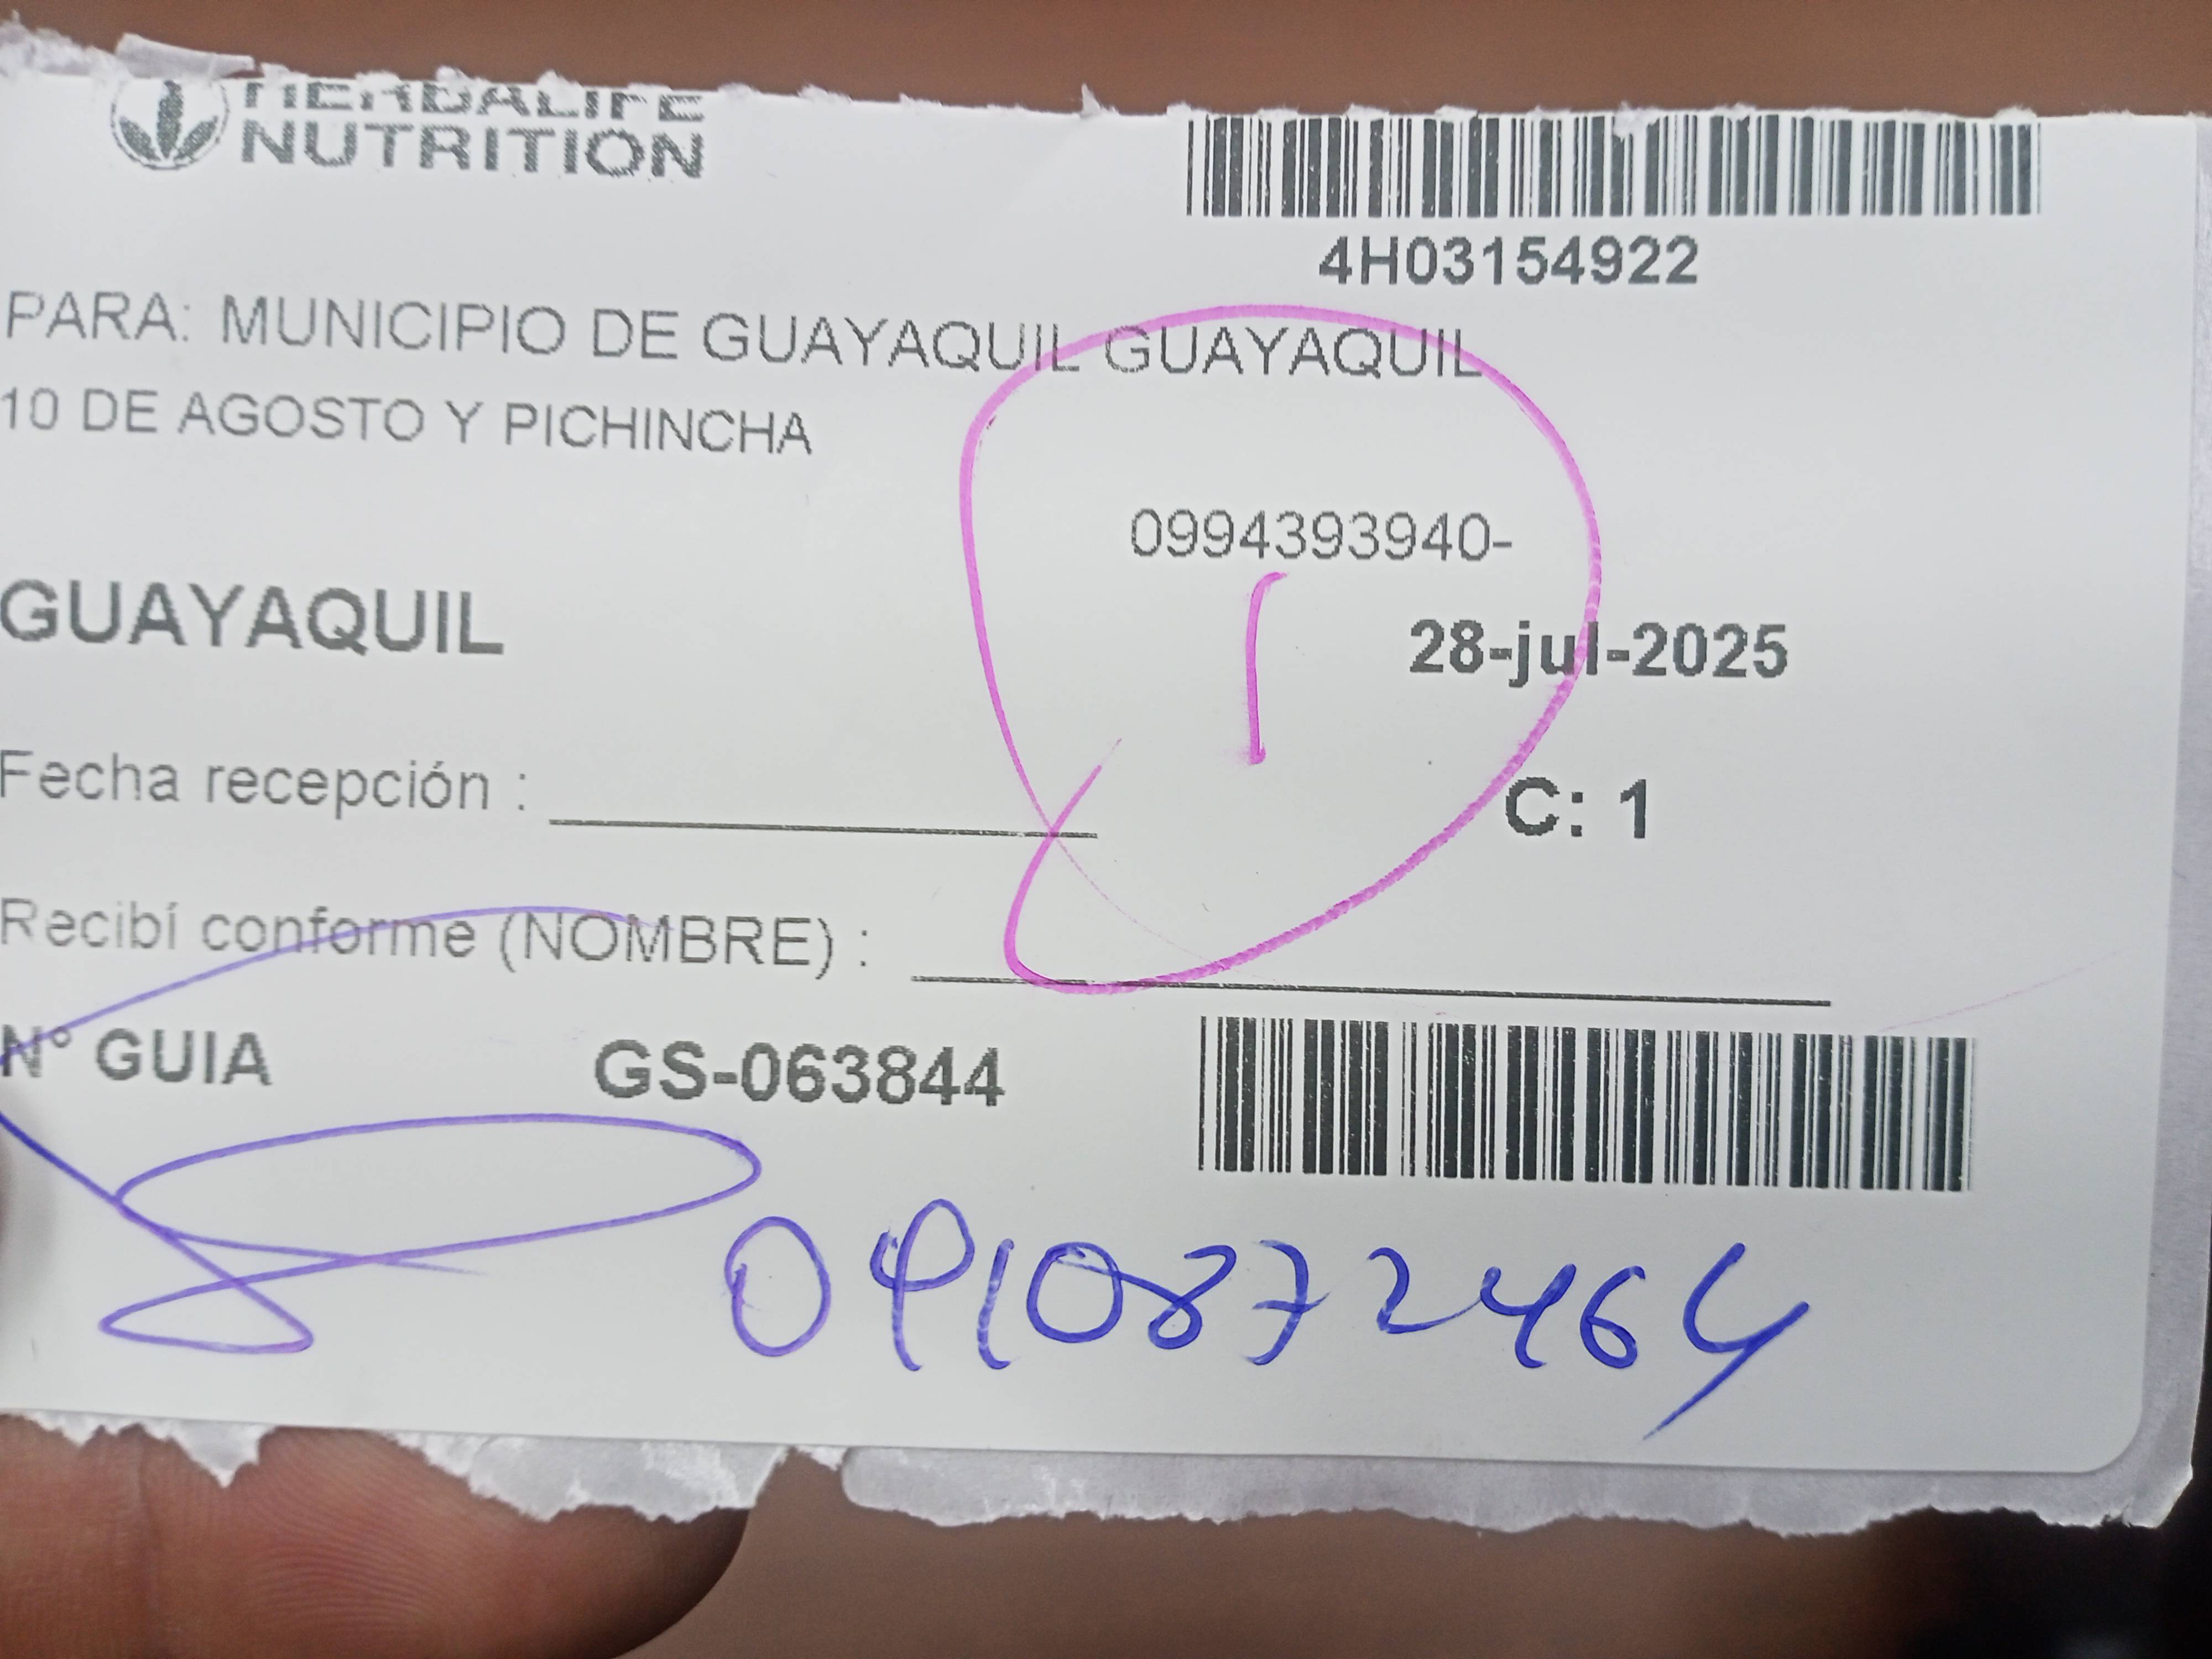 HERBALIFE
NUTRITION
4H03154922
PARA: MUNICIPIO DE GUAYAQUIL GUAYAQUIL
10 DE AGOSTO Y PICHINCHA
0994393940-
GUAYAQUIL
1
28-jul-2025
Fecha recepción :
C: 1
Recibí conforme (NOMBRE) :
N° GUIA GS-063844
0910872464